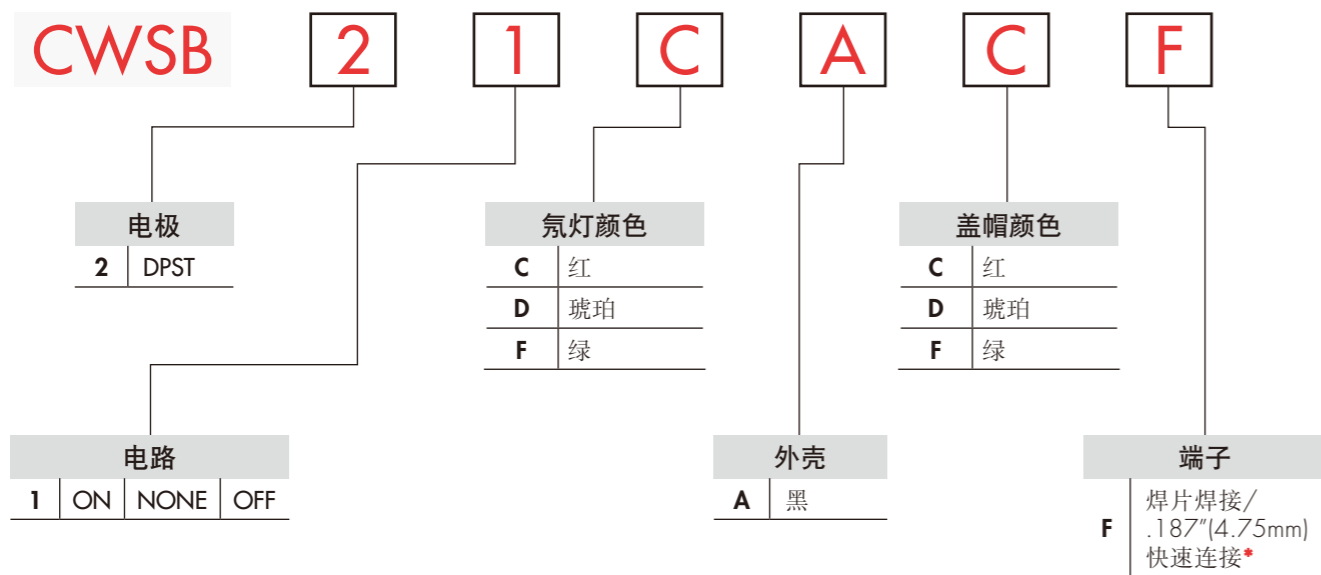 CWSB 2 1 C A C F
电极
2 DPST
氖灯颜色
C 红
D 琥珀
F 绿
盖帽颜色
C 红
D 琥珀
F 绿
电路
1 ON NONE OFF
外壳
A 黑
端子
F 焊片焊接/
.187"(4.75mm)
快速连接*